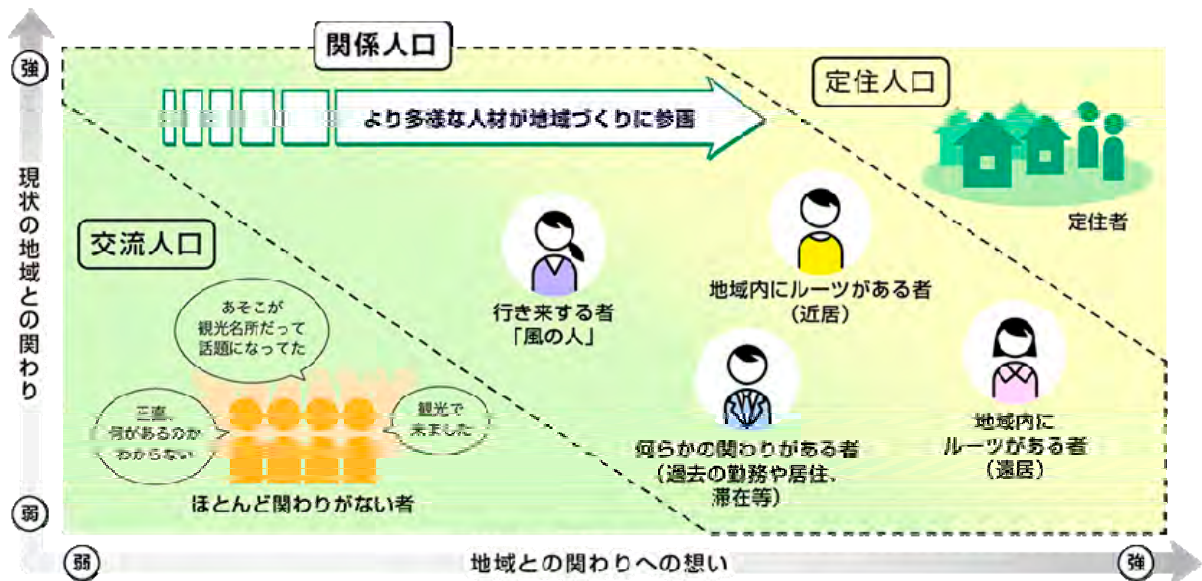 関係人口
強
定住人口
より多様な人材が地域づくりに参画
現状の地域との関わり
定住者
交流人口
あそこが
観光名所だって
話題になってた
行き来する者
「風の人」
地域内にルーツがある者
(近居)
正直、
何があるのか
わからない
観光で
来ました
何らかの関わりがある者
(過去の勤務や居住、
滞在等)
地域内に
ルーツがある者
(遠居)
ほとんど関わりがない者
弱
弱
地域との関わりへの想い
強